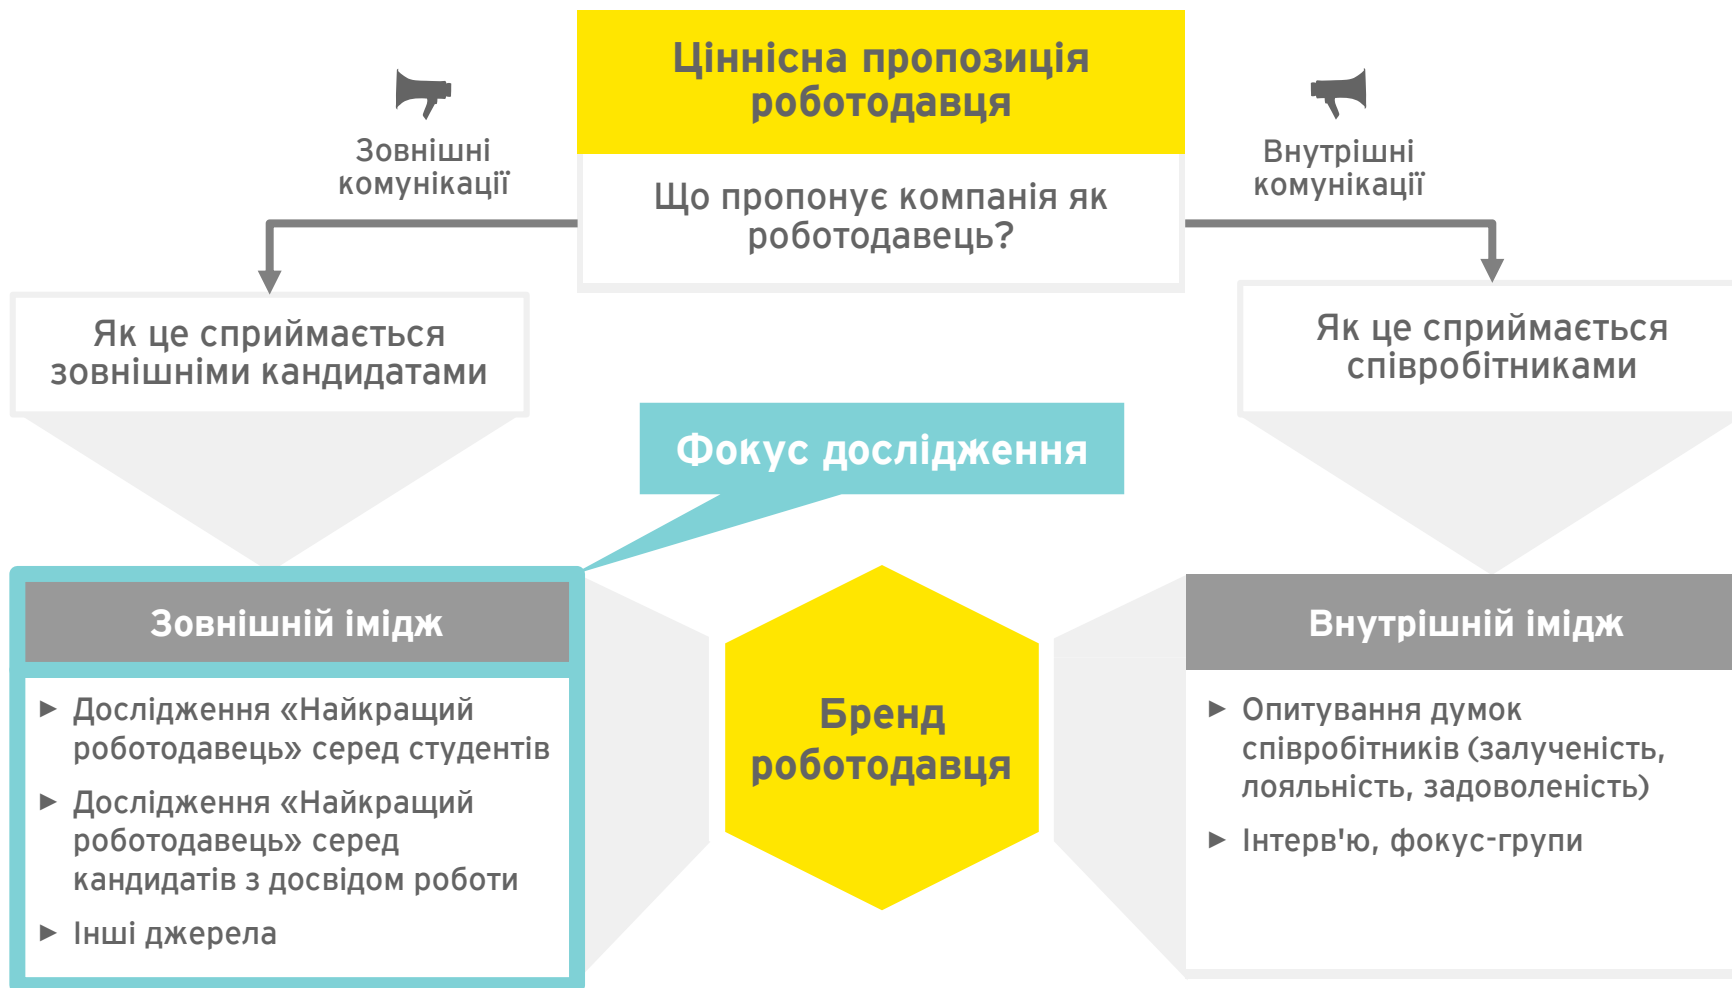 Ціннісна пропозиція
роботодавця
Що пропонує компанія як
роботодавець?
Зовнішні
комунікації
Внутрішні
комунікації
Як це сприймається
зовнішніми кандидатами
Як це сприймається
співробітниками
Фокус дослідження
Зовнішній імідж
► Дослідження «Найкращий
роботодавець» серед студентів
► Дослідження «Найкращий
роботодавець» серед
кандидатів з досвідом роботи
► Інші джерела
Бренд
роботодавця
Внутрішній імідж
► Опитування думок
співробітників (залученість,
лояльність, задоволеність)
► Інтерв'ю, фокус-групи